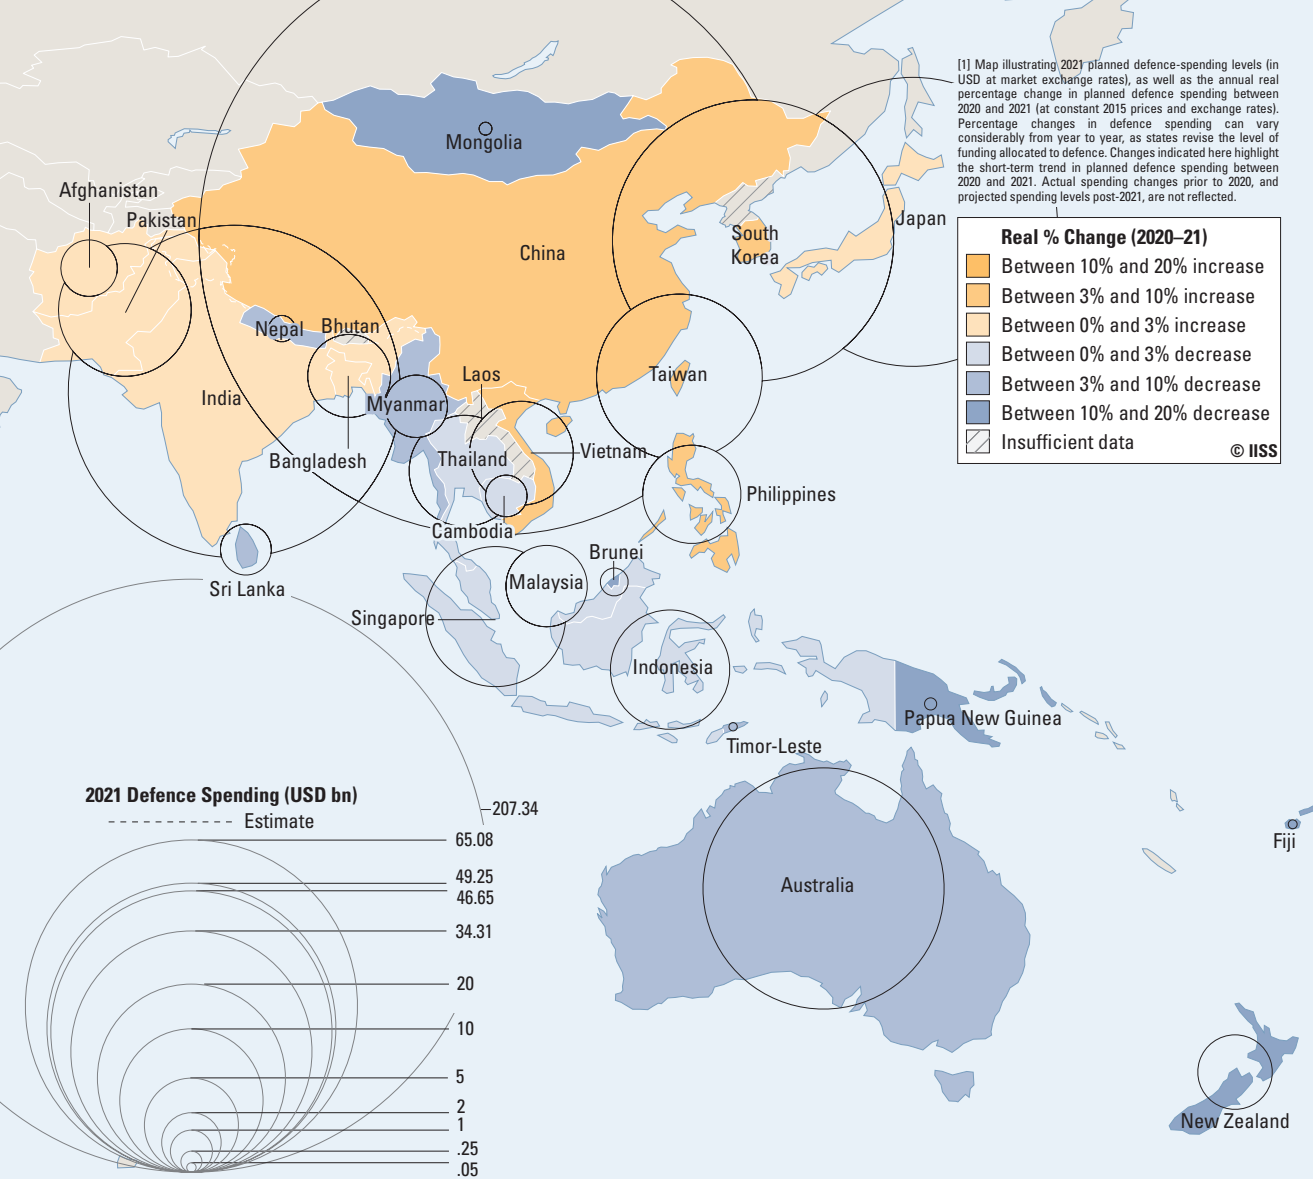 [1] Map illustrating 2021 planned defence-spending levels (in
USD at market exchange rates), as well as the annual real
percentage change in planned defence spending between
2020 and 2021 (at constant 2015 prices and exchange rates).
Percentage changes in defence spending can vary
considerably from year to year, as states revise the level of
funding allocated to defence. Changes indicated here highlight
the short-term trend in planned defence spending between
2020 and 2021. Actual spending changes prior to 2020, and
projected spending levels post-2021, are not reflected.
Real % Change (2020–21)
Between 10% and 20% increase
Between 3% and 10% increase
Between 0% and 3% increase
Between 0% and 3% decrease
Between 3% and 10% decrease
Between 10% and 20% decrease
Insufficient data
© IISS
Mongolia
Afghanistan
Pakistan
Japan
South
Korea
China
Nepal
Bhutan
Laos
Taiwan
India
Myanmar
Bangladesh
Thailand
Vietnam
Philippines
Cambodia
Brunei
Sri Lanka
Malaysia
Singapore
Indonesia
Papua New Guinea
Timor-Leste
Australia
Fiji
New Zealand
2021 Defence Spending (USD bn)
Estimate
207.34
65.08
49.25
46.65
34.31
20
10
5
2
1
.25
.05